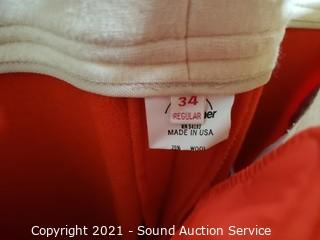 34
REGULAR
MADE IN USA
WOOL
Copyright 2021 - Sound Auction Service